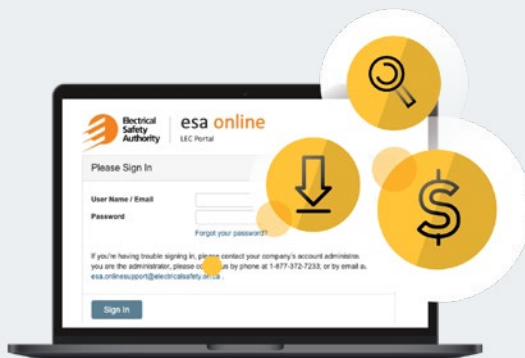 Electrical
Safety
Authority
esa online
LEC Portal
Please Sign In
User Name / Email
Password
Forgot your password?
If you're having trouble signing in, please contact your company's account administra
you are the administrator, please us by phone at 1-877-372-7233, or by email a
esa.onlinesupport@electricalsafety.on.ca
Sign In
$